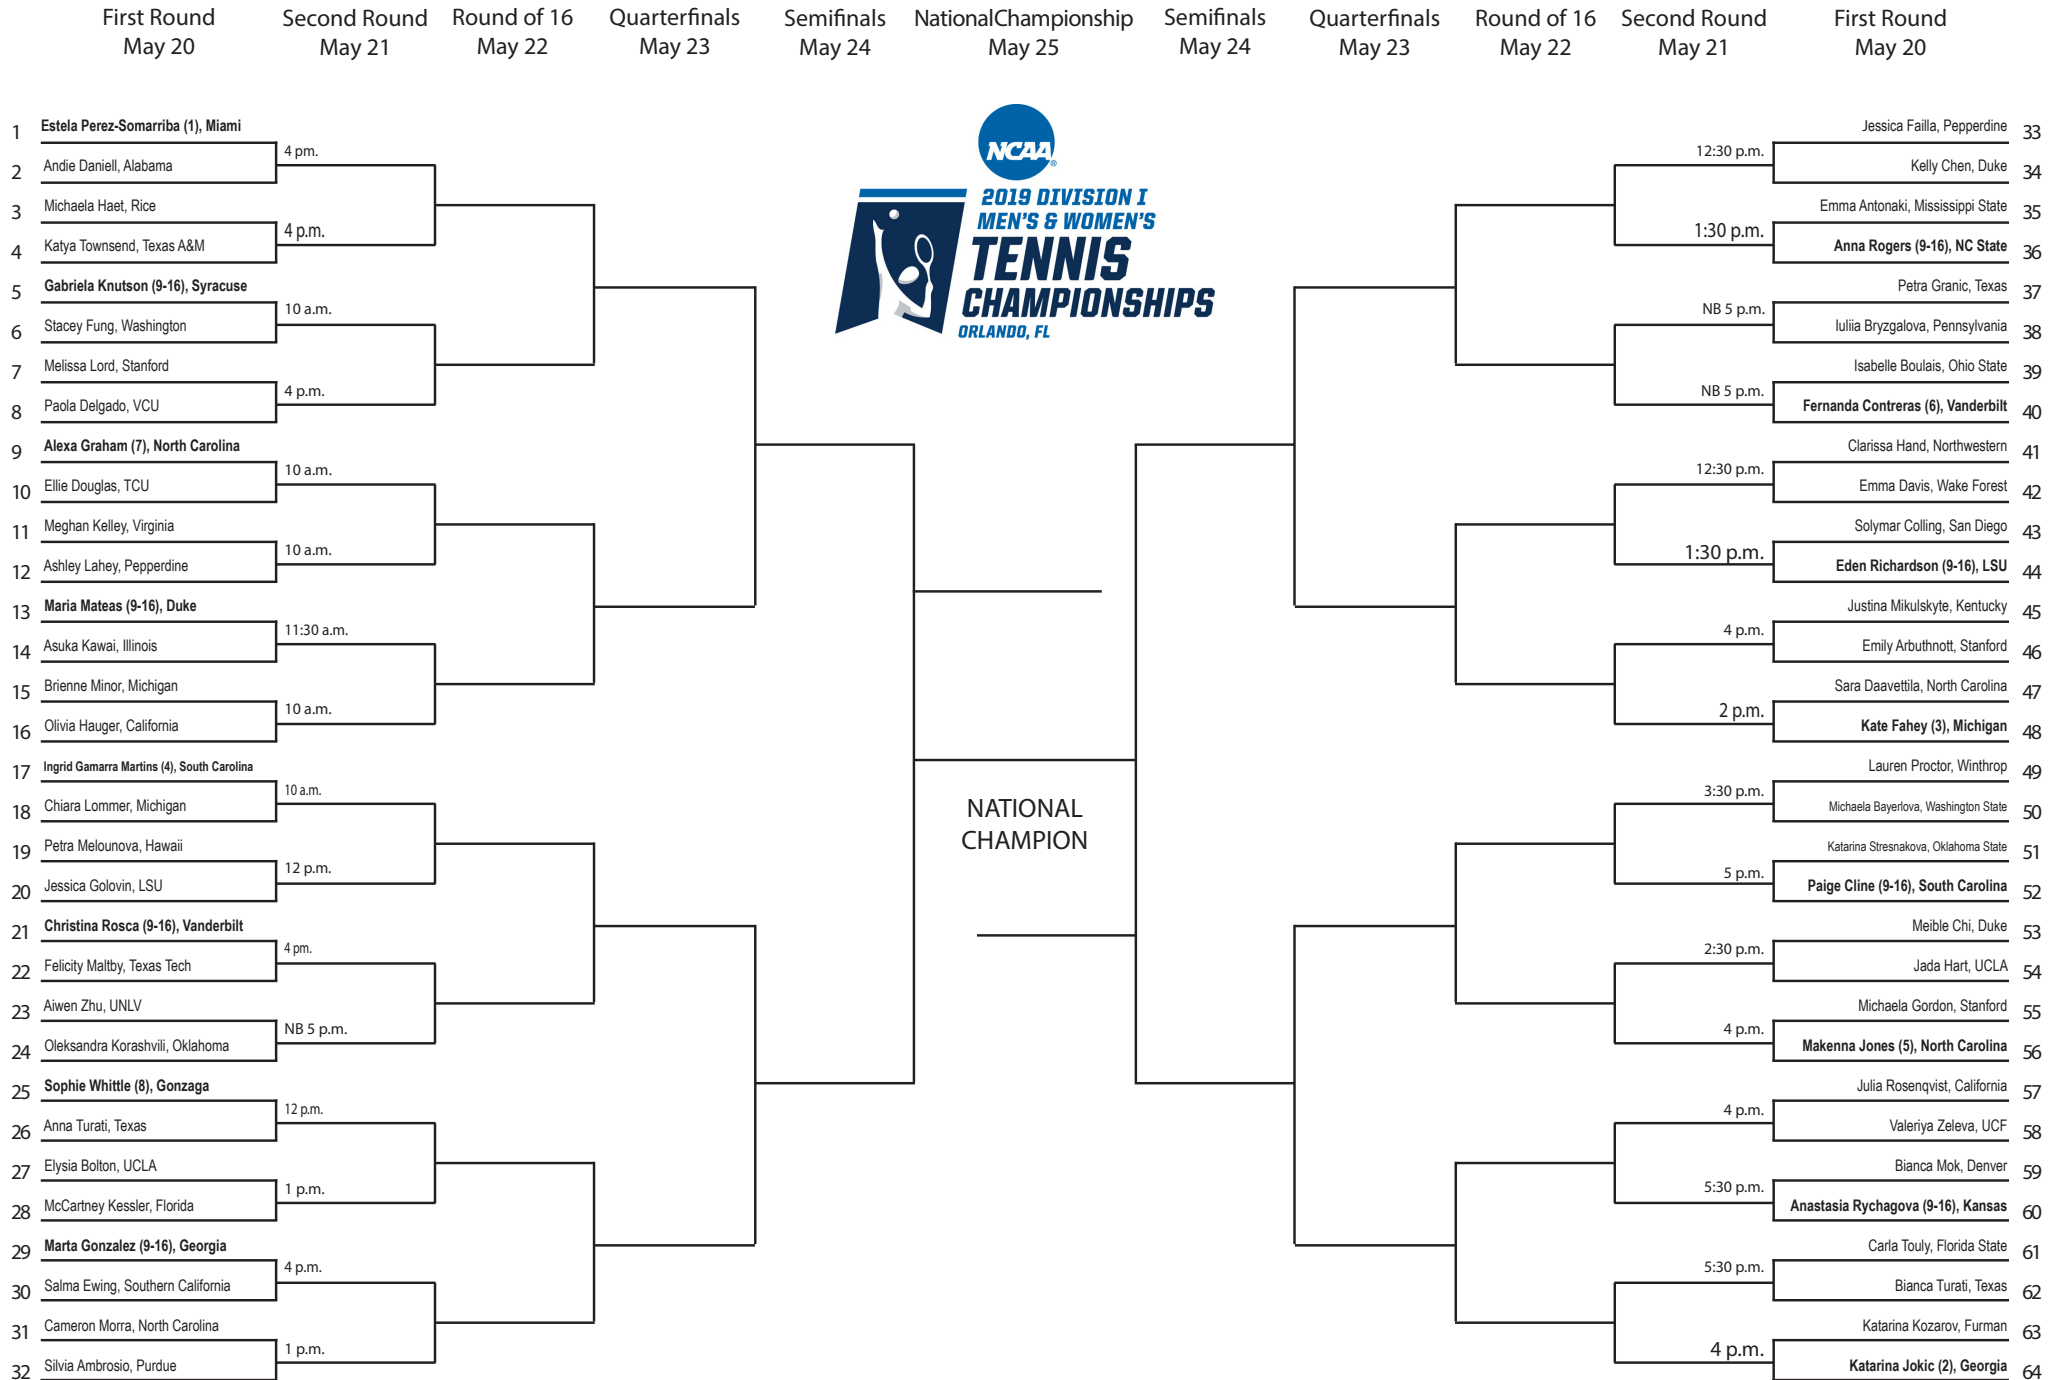 First Round
May 20
Second Round
May 21
Round of 16
May 22
Quarterfinals
May 23
Semifinals
May 24
NationalChampionship
May 25
Semifinals
May 24
Quarterfinals
May 23
Round of 16
May 22
Second Round
May 21
First Round
May 20
1 Estela Perez-Somarriba (1), Miami
4 pm.
2 Andie Daniell, Alabama
3 Michaela Haet, Rice
4 p.m.
4 Katya Townsend, Texas A&M
5 Gabriela Knutson (9-16), Syracuse
10 a.m.
6 Stacey Fung, Washington
7 Melissa Lord, Stanford
4 p.m.
8 Paola Delgado, VCU
9 Alexa Graham (7), North Carolina
10 a.m.
10 Ellie Douglas, TCU
11 Meghan Kelley, Virginia
10 a.m.
12 Ashley Lahey, Pepperdine
13 Maria Mateas (9-16), Duke
11:30 a.m.
14 Asuka Kawai, Illinois
15 Brienne Minor, Michigan
10 a.m.
16 Olivia Hauger, California
17 Ingrid Gamarra Martins (4), South Carolina
10 a.m.
18 Chiara Lommer, Michigan
19 Petra Melounova, Hawaii
12 p.m.
20 Jessica Golovin, LSU
21 Christina Rosca (9-16), Vanderbilt
4 pm.
22 Felicity Maltby, Texas Tech
23 Aiwen Zhu, UNLV
NB 5 p.m.
24 Oleksandra Korashvili, Oklahoma
25 Sophie Whittle (8), Gonzaga
12 p.m.
26 Anna Turati, Texas
27 Elysia Bolton, UCLA
1 p.m.
28 McCartney Kessler, Florida
29 Marta Gonzalez (9-16), Georgia
4 p.m.
30 Salma Ewing, Southern California
31 Cameron Morra, North Carolina
1 p.m.
32 Silvia Ambrosio, Purdue
NCAA®
2019 DIVISION I
MEN'S & WOMEN'S
TENNIS
CHAMPIONSHIPS
ORLANDO, FL
NATIONAL
CHAMPION
Jessica Failla, Pepperdine 33
12:30 p.m.
Kelly Chen, Duke 34
Emma Antonaki, Mississippi State 35
1:30 p.m.
Anna Rogers (9-16), NC State 36
Petra Granic, Texas 37
NB 5 p.m.
Iuliia Bryzgalova, Pennsylvania 38
Isabelle Boulais, Ohio State 39
NB 5 p.m.
Fernanda Contreras (6), Vanderbilt 40
Clarissa Hand, Northwestern 41
12:30 p.m.
Emma Davis, Wake Forest 42
Solymar Colling, San Diego 43
1:30 p.m.
Eden Richardson (9-16), LSU 44
Justina Mikulskyte, Kentucky 45
4 p.m.
Emily Arbuthnott, Stanford 46
Sara Daavettila, North Carolina 47
2 p.m.
Kate Fahey (3), Michigan 48
Lauren Proctor, Winthrop 49
3:30 p.m.
Michaela Bayerlova, Washington State 50
Katarina Stresnakova, Oklahoma State 51
5 p.m.
Paige Cline (9-16), South Carolina 52
Meible Chi, Duke 53
2:30 p.m.
Jada Hart, UCLA 54
Michaela Gordon, Stanford 55
4 p.m.
Makenna Jones (5), North Carolina 56
Julia Rosenqvist, California 57
4 p.m.
Valeriya Zeleva, UCF 58
Bianca Mok, Denver 59
5:30 p.m.
Anastasia Rychagova (9-16), Kansas 60
Carla Touly, Florida State 61
5:30 p.m.
Bianca Turati, Texas 62
Katarina Kozarov, Furman 63
4 p.m.
Katarina Jokic (2), Georgia 64